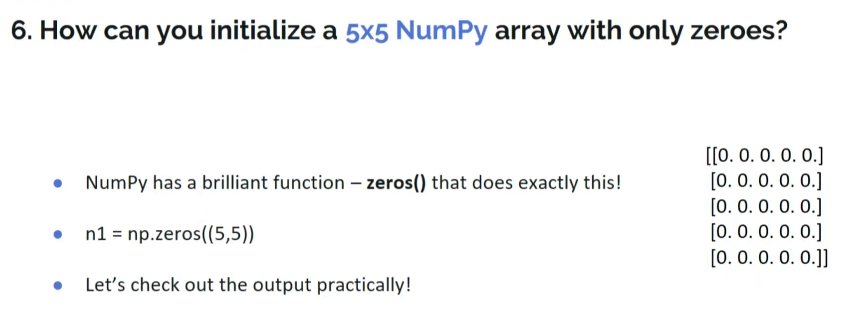 6. How can you initialize a 5x5 NumPy array with only zeroes?
• NumPy has a brilliant function – zeros() that does exactly this!
• n1 = np.zeros((5,5))
• Let's check out the output practically!
[[0. 0. 0. 0. 0.]
[0. 0. 0. 0. 0.]
[0. 0. 0. 0. 0.]
[0. 0. 0. 0. 0.]
[0. 0. 0. 0. 0.]]